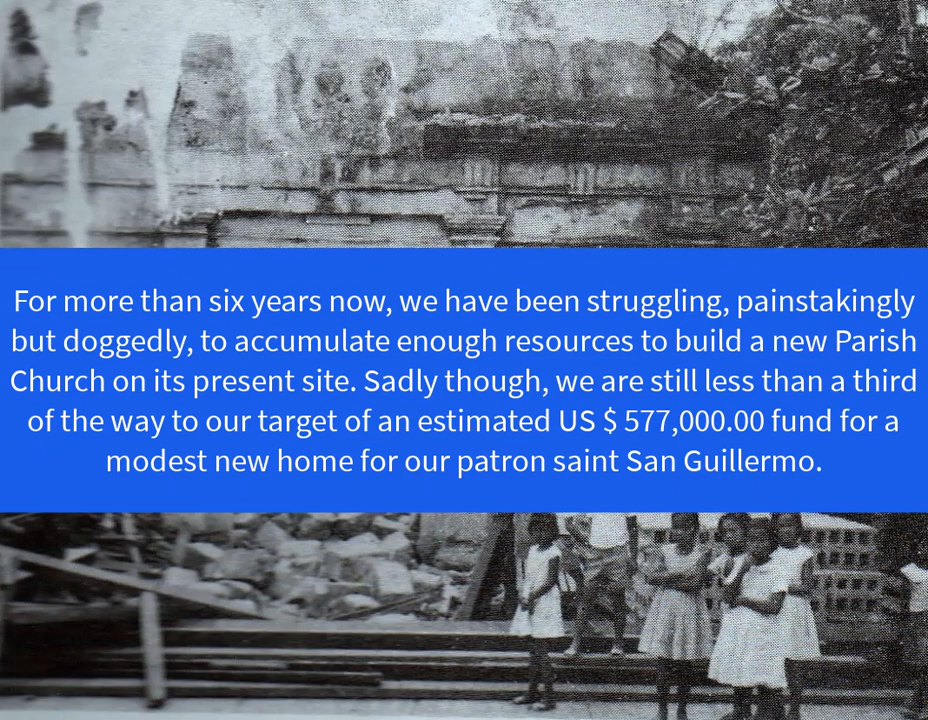 For more than six years now, we have been struggling, painstakingly
but doggedly, to accumulate enough resources to build a new Parish
Church on its present site. Sadly though, we are still less than a third
of the way to our target of an estimated US $ 577,000.00 fund for a
modest new home for our patron saint San Guillermo.